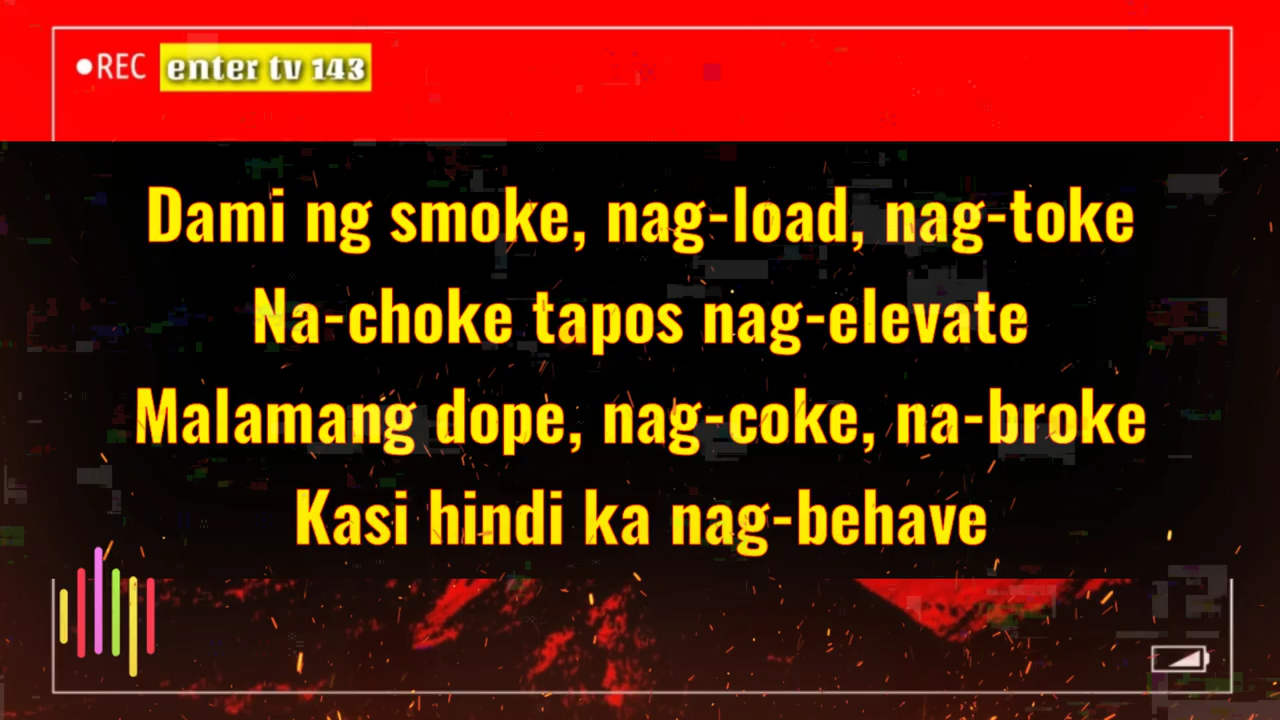 REC enter tv 143
Dami ng smoke, nag-load, nag-toke
Na-choke tapos nag-elevate
Malamang dope, nag-coke, na-broke
Kasi hindi ka nag-behave